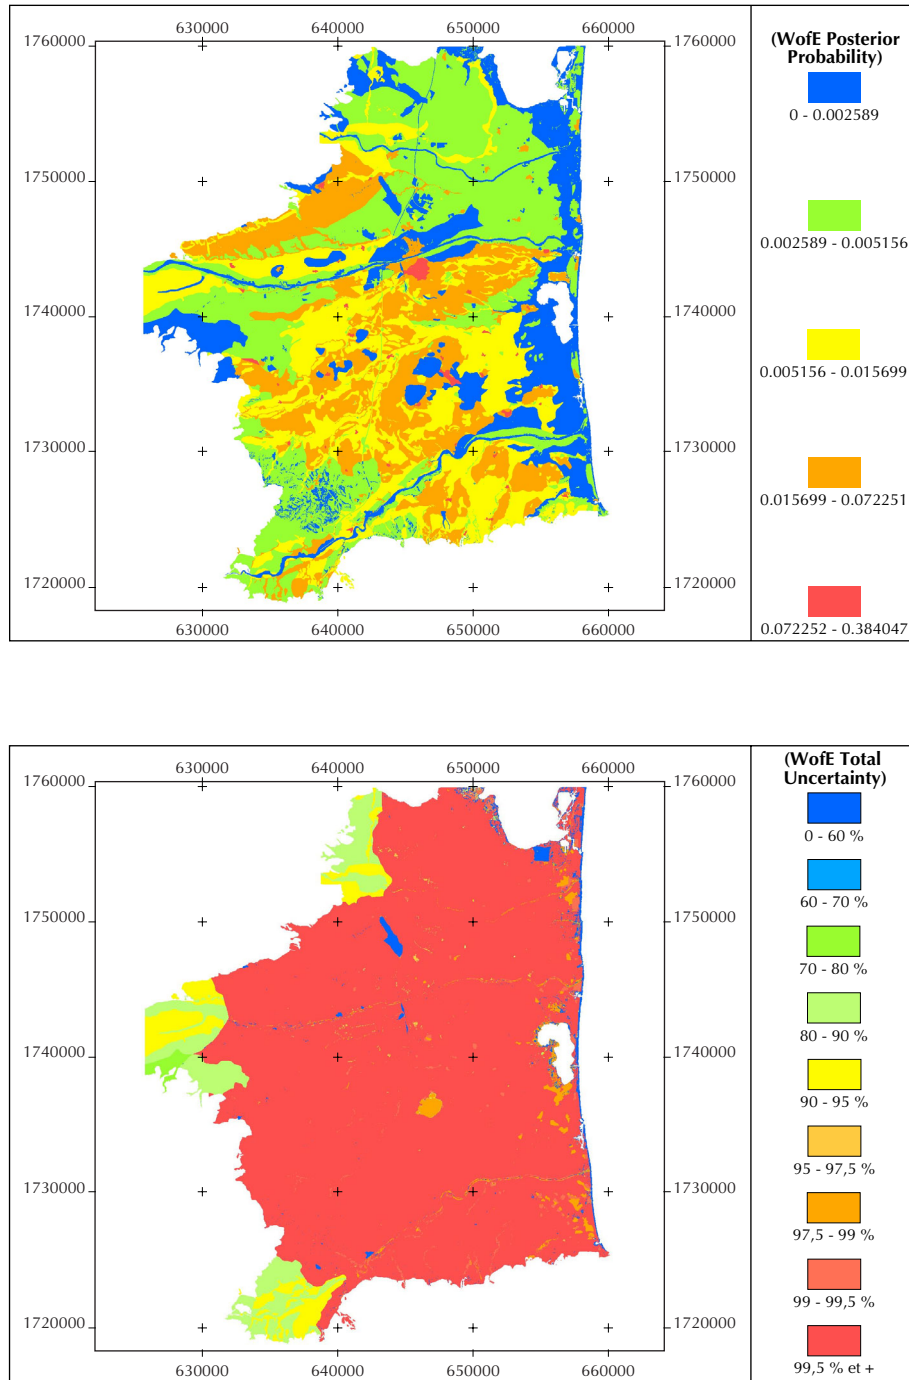 630000 640000 650000 660000
1760000 1760000
1750000 1750000
1740000 1740000
1730000 1730000
1720000 1720000
630000 640000 650000 660000
(WofE Posterior
Probability)
0 - 0.002589
0.002589 - 0.005156
0.005156 - 0.015699
0.015699 - 0.072251
0.072252 - 0.384047
630000 640000 650000 660000
1760000 1760000
1750000 1750000
1740000 1740000
1730000 1730000
1720000 1720000
630000 640000 650000 660000
(WofE Total
Uncertainty)
0 - 60 %
60 - 70 %
70 - 80 %
80 - 90 %
90 - 95 %
95 - 97,5 %
97,5 - 99 %
99 - 99,5 %
99,5 % et +